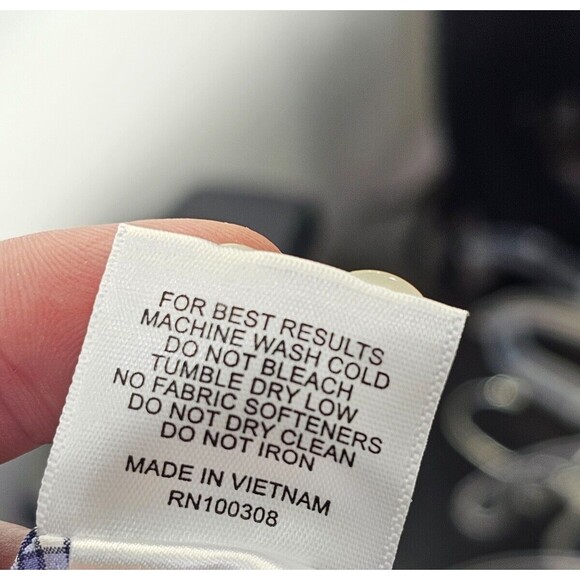 FOR BEST RESULTS
MACHINE WASH COLD
DO NOT BLEACH
TUMBLE DRY LOW
NO FABRIC SOFTENERS
DO NOT DRY CLEAN
DO NOT IRON
MADE IN VIETNAM
RN100308